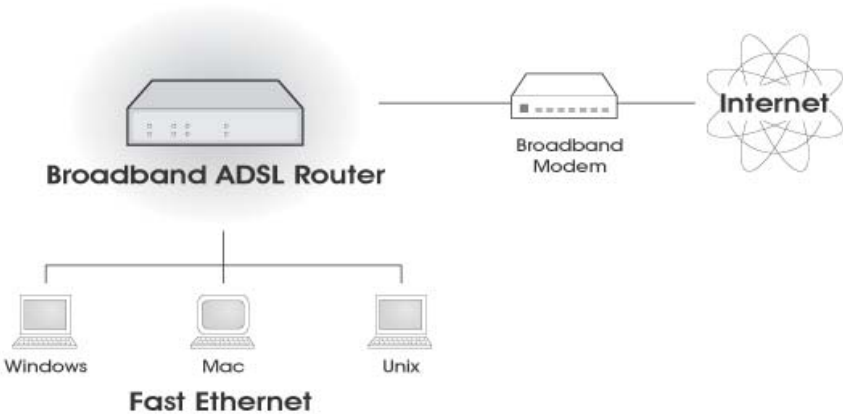 Internet
Broadband
Modem
Broadband ADSL Router
Windows
Mac
Unix
Fast Ethernet